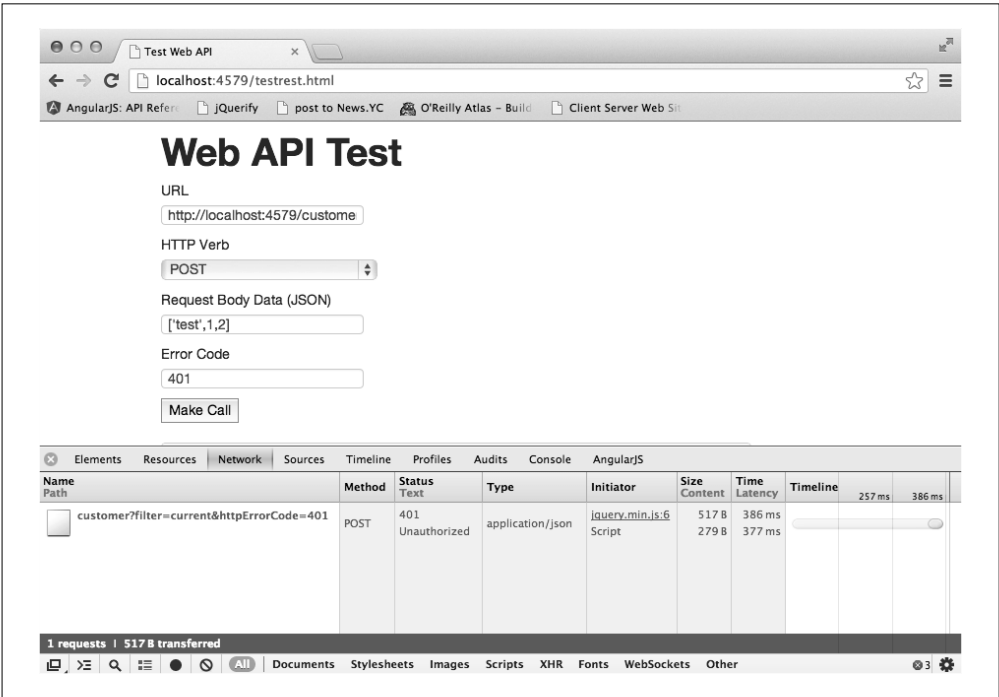 Test Web API ×
localhost:4579/testrest.html
AngularJS: API Refere jQuerify post to News.YC O'Reilly Atlas – Build Client Server Web Sit
Web API Test
URL
http://localhost:4579/custome
HTTP Verb
POST
Request Body Data (JSON)
['test',1,2]
Error Code
401
Make Call
Elements Resources Network Sources Timeline Profiles Audits Console AngularJS
Name Method Status Type Initiator Size Time Timeline 257 ms 386 ms
Path Text Content Latency
customer?filter=current&httpErrorCode=401 POST 401 application/json jquery.min.js:6 517 B 386 ms
Unauthorized Script 279 B 377 ms
1 requests | 517 B transferred
All Documents Stylesheets Images Scripts XHR Fonts WebSockets Other 3